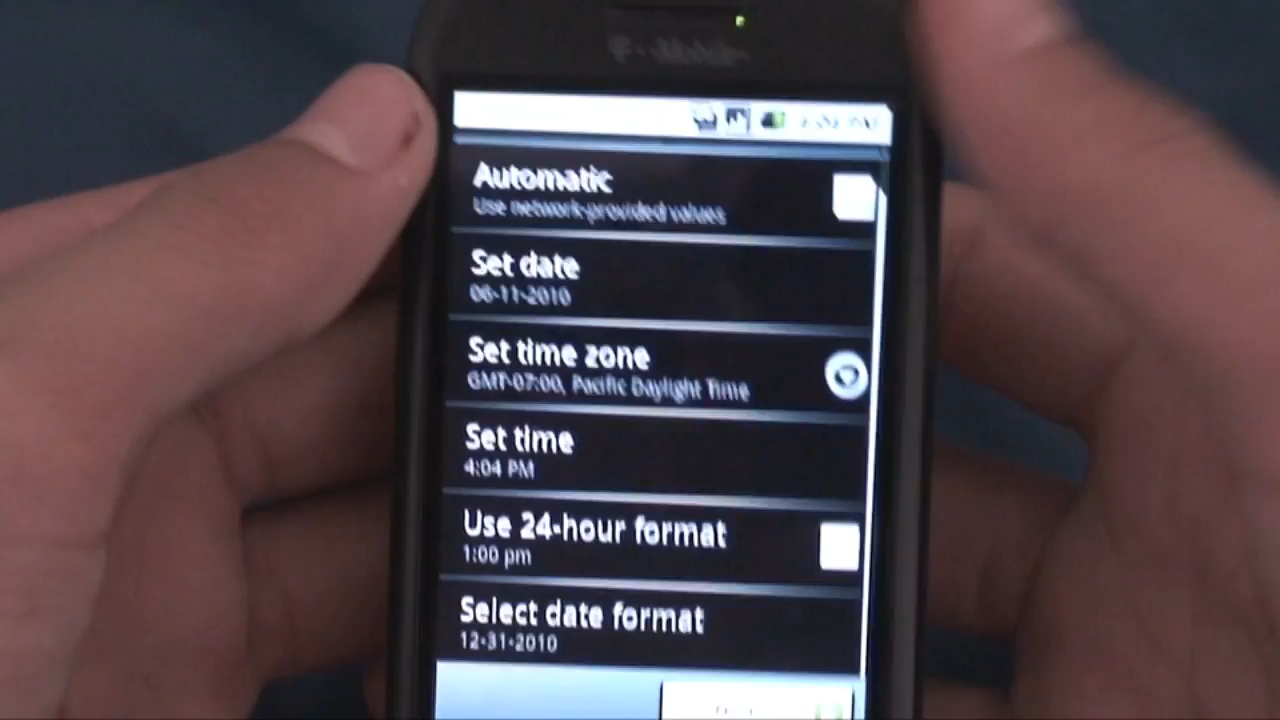 T-Mobile
Automatic
Use network-provided values
Set date
06-11-2010
Set time zone
GMT-07:00, Pacific Daylight Time
Set time
4:04 PM
Use 24-hour format
1:00 pm
Select date format
12-31-2010